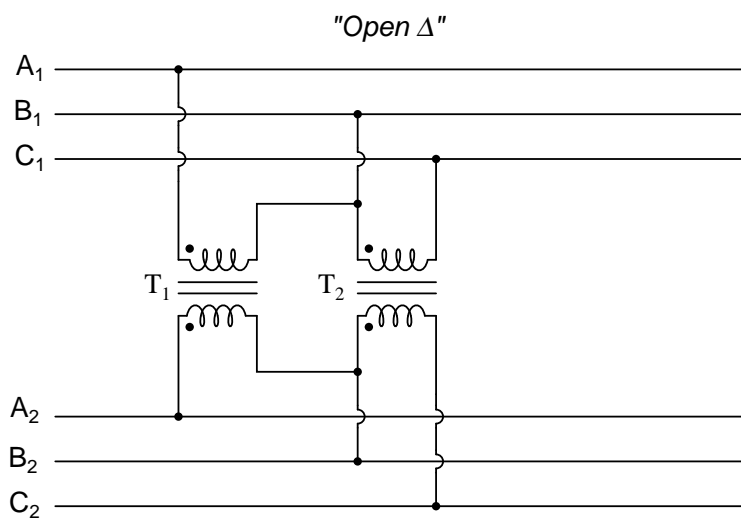 "Open Δ"
A₁
B₁
C₁
T₁ T₂
A₂
B₂
C₂